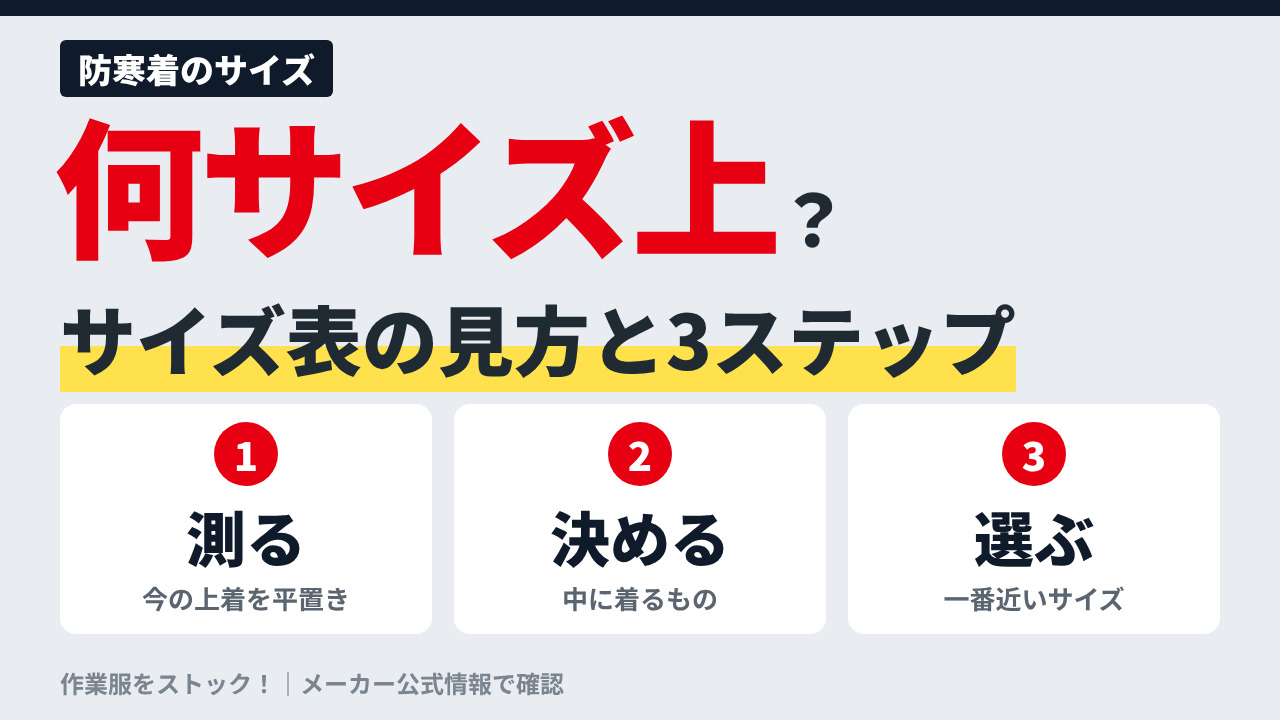 防寒着のサイズ
何サイズ上？
サイズ表の見方と3ステップ
1
測る
今の上着を平置き
2
決める
中に着るもの
3
選ぶ
一番近いサイズ
作業服をストック！｜メーカー公式情報で確認